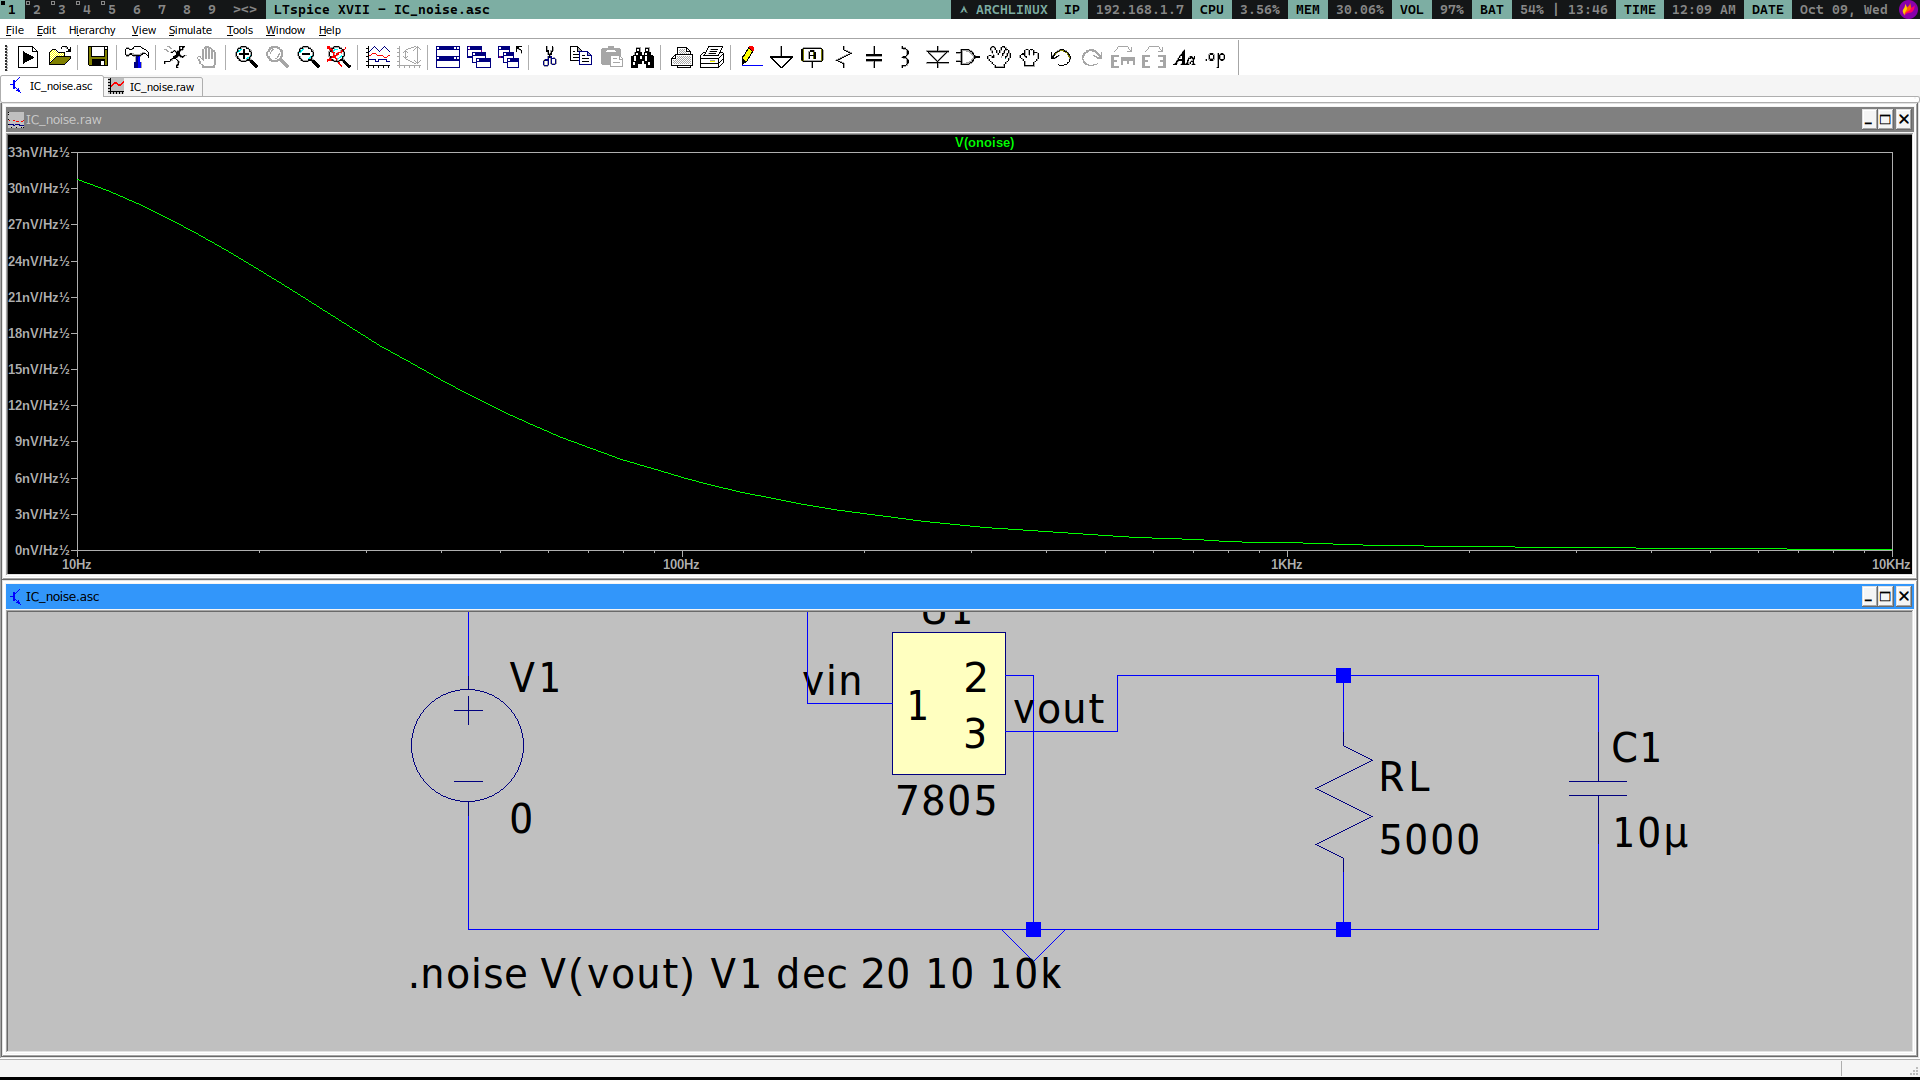 1 2 3 4 5 6 7 8 9 ><> LTspice XVII - IC_noise.asc ARCHLINUX IP 192.168.1.7 CPU 3.56% MEM 30.06% VOL 97% BAT 54% | 13:46 TIME 12:09 AM DATE Oct 09, Wed
File Edit Hierarchy View Simulate Tools Window Help
A Aa .op
IC_noise.asc IC_noise.raw
IC_noise.raw
V(onoise)
33nV/Hz½
30nV/Hz½
27nV/Hz½
24nV/Hz½
21nV/Hz½
18nV/Hz½
15nV/Hz½
12nV/Hz½
9nV/Hz½
6nV/Hz½
3nV/Hz½
0nV/Hz½
10Hz 100Hz 1KHz 10KHz
IC_noise.asc
U1
V1
vin
1
2
3
vout
7805
0
RL
5000
C1
10µ
.noise V(vout) V1 dec 20 10 10k